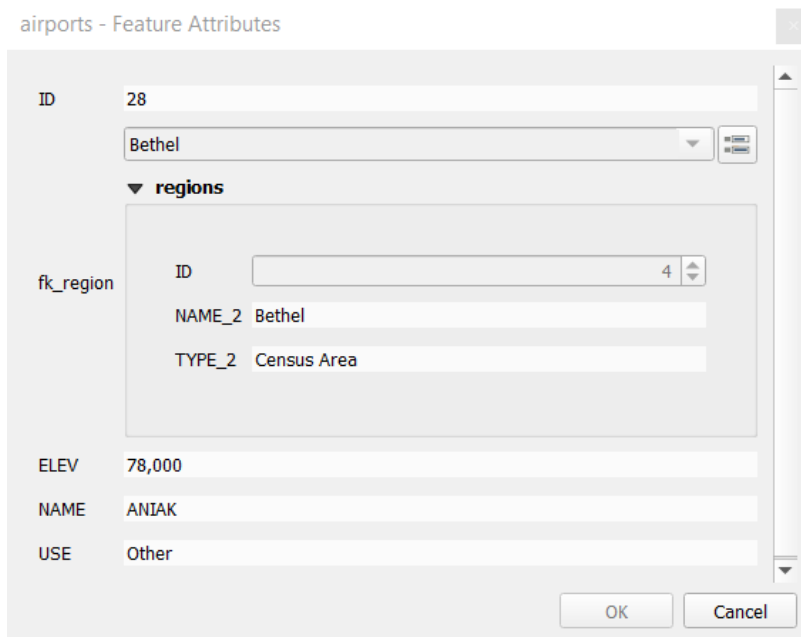 airports - Feature Attributes
ID 28
Bethel
regions
fk_region
ID 4
NAME_2 Bethel
TYPE_2 Census Area
ELEV 78,000
NAME ANIAK
USE Other
OK Cancel